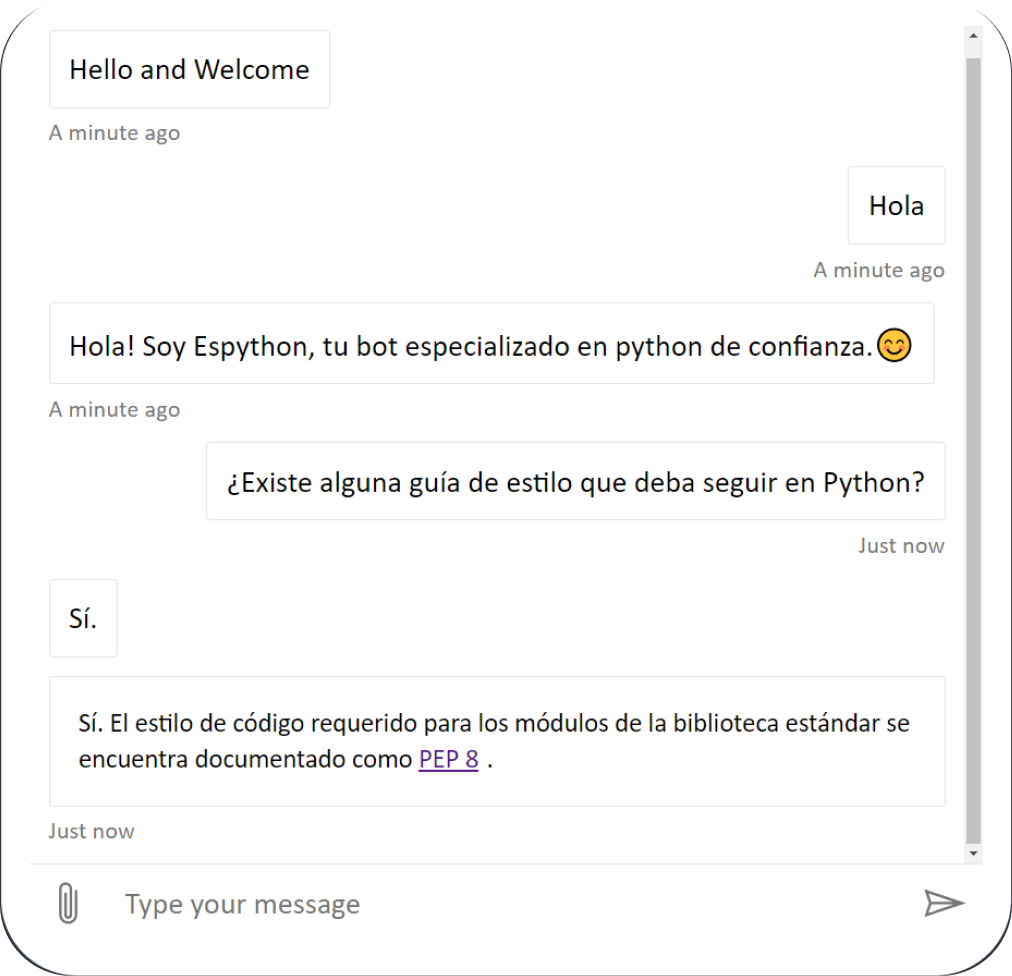 Hello and Welcome
A minute ago
Hola
A minute ago
Hola! Soy Espython, tu bot especializado en python de confianza.😊
A minute ago
¿Existe alguna guía de estilo que deba seguir en Python?
Just now
Sí.
Sí. El estilo de código requerido para los módulos de la biblioteca estándar se
encuentra documentado como PEP 8 .
Just now
Type your message